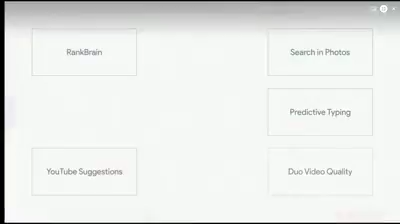 RankBrain
Search in Photos
Predictive Typing
YouTube Suggestions
Duo Video Quality